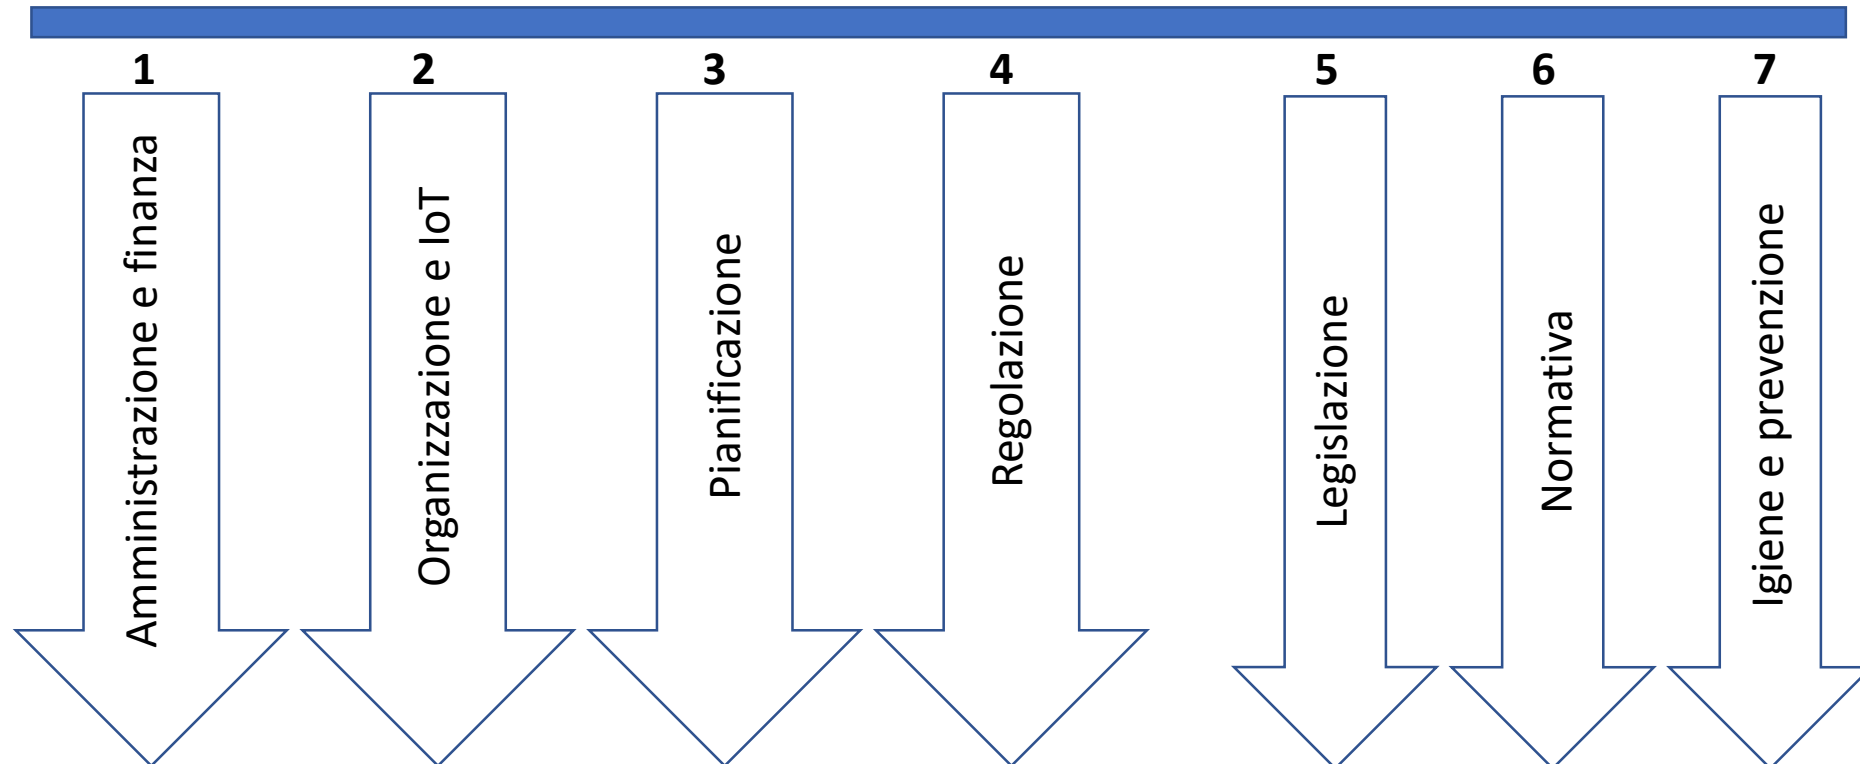 1
Amministrazione e finanza
2
Organizzazione e IoT
3
Pianificazione
4
Regolazione
5
Legislazione
6
Normativa
7
Igiene e prevenzione